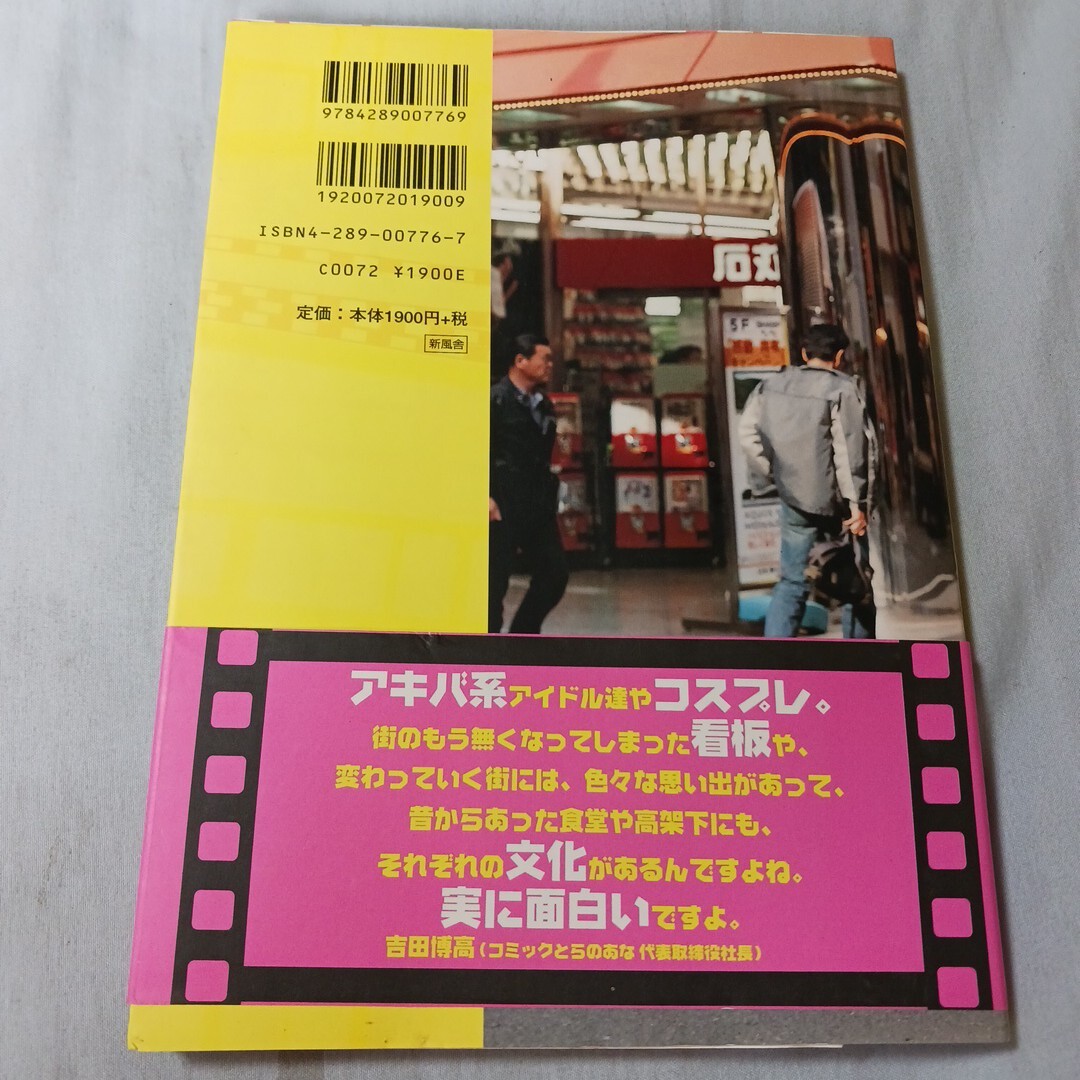 9784289007769
1920072019009
ISBN4-289-00776-7
C0072 ¥1900E
定価：本体1900円+税
新風舎
石丸
5F
アキバ系アイドル達やコスプレ。
街のもう無くなってしまった看板や、
変わっていく街には、色々な思い出があって、
昔からあった食堂や高架下にも、
それぞれの文化があるんですよね。
実に面白いですよ。
吉田博高（コミックとらのあな 代表取締役社長）